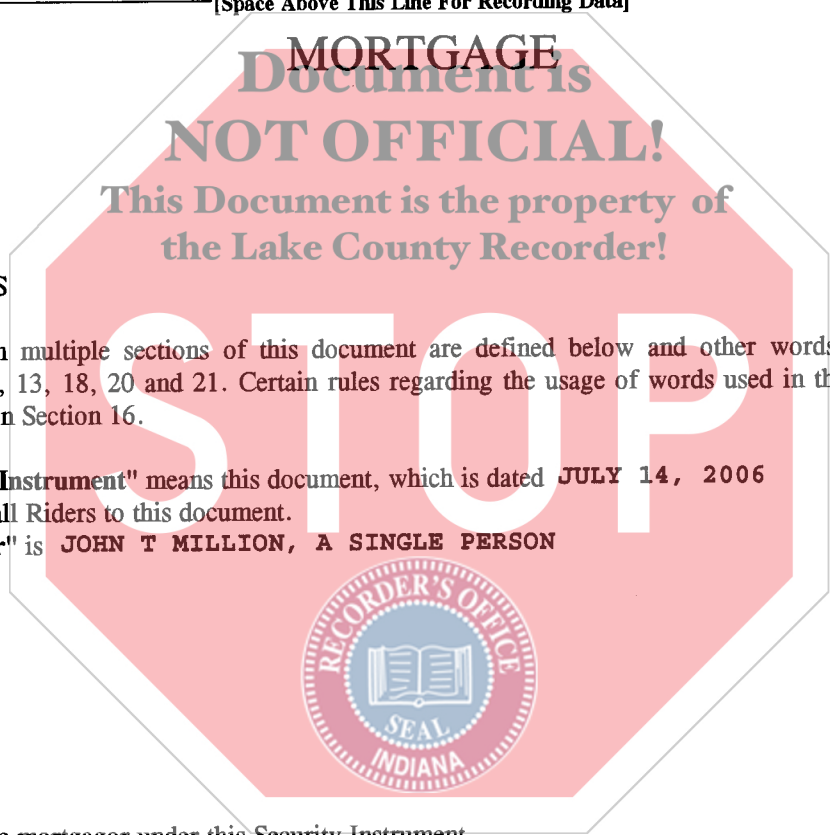 [Space Above This Line For Recording Data]
MORTGAGE
Document is
NOT OFFICIAL!
This Document is the property of
the Lake County Recorder!
S
n multiple sections of this document are defined below and other words
, 13, 18, 20 and 21. Certain rules regarding the usage of words used in th
n Section 16.
STOP
Instrument" means this document, which is dated JULY 14, 2006
all Riders to this document.
r" is JOHN T MILLION, A SINGLE PERSON
RECORDER'S OFFICE
SEAL
INDIANA
mortgagor under this Security Instrument